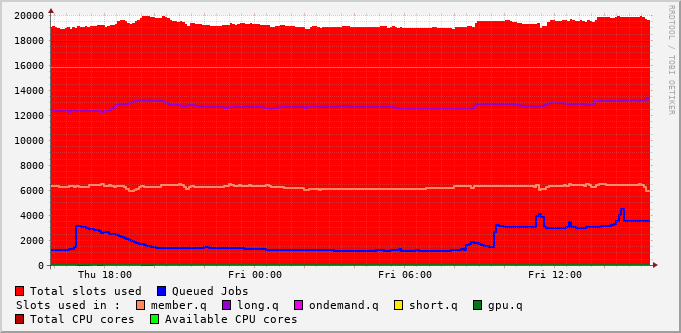 20000
18000
16000
14000
12000
10000
8000
6000
4000
2000
0
Thu 18:00 Fri 00:00 Fri 06:00 Fri 12:00
RRDTOOL / TOBI OETIKER
Total slots used Queued Jobs
Slots used in : member.q long.q ondemand.q short.q gpu.q
Total CPU cores Available CPU cores